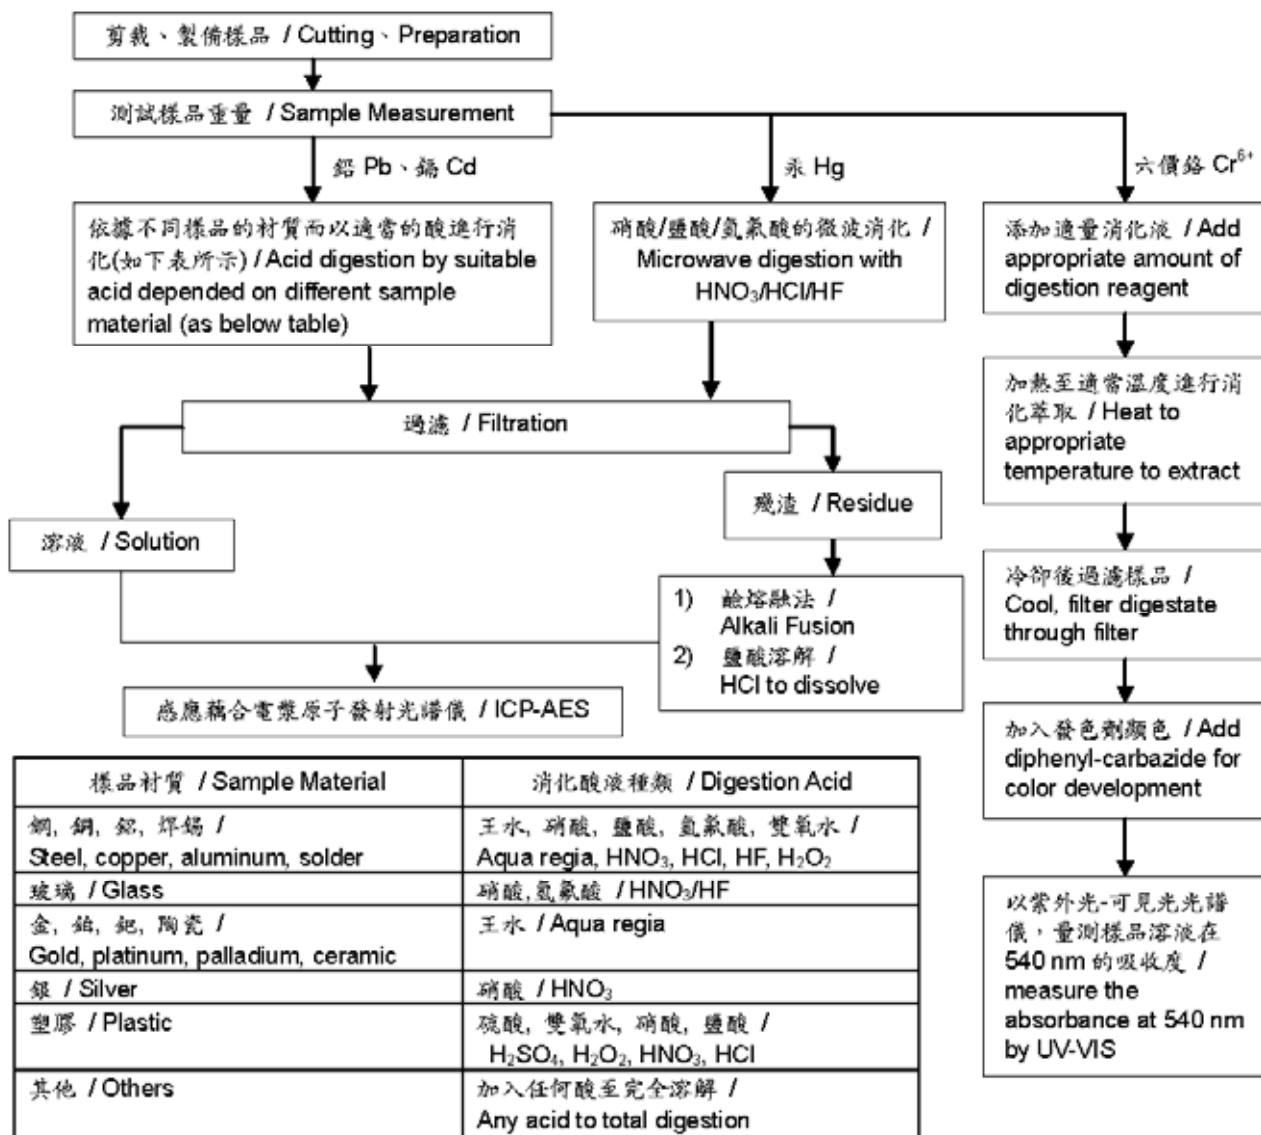 剪裁、製備樣品 / Cutting、Preparation
測試樣品重量 / Sample Measurement
鉛 Pb、鎘 Cd
汞 Hg
六價鉻 Cr⁶⁺
依據不同樣品的材質而以適當的酸進行消
化(如下表所示) / Acid digestion by suitable
acid depended on different sample
material (as below table)
硝酸/鹽酸/氫氟酸的微波消化 /
Microwave digestion with
HNO₃/HCl/HF
添加適量消化液 / Add
appropriate amount of
digestion reagent
加熱至適當溫度進行消
化萃取 / Heat to
appropriate
temperature to extract
過濾 / Filtration
溶液 / Solution
殘渣 / Residue
1) 鹼熔融法 /
Alkali Fusion
2) 鹽酸溶解 /
HCl to dissolve
冷卻後過濾樣品 /
Cool, filter digestate
through filter
感應藕合電漿原子發射光譜儀 / ICP-AES
加入發色劑顯色 / Add
diphenyl-carbazide for
color development
以紫外光-可見光光譜
儀，量測樣品溶液在
540 nm 的吸收度 /
measure the
absorbance at 540 nm
by UV-VIS
樣品材質 / Sample Material
消化酸液種類 / Digestion Acid
鋼, 銅, 鋁, 焊錫 /
Steel, copper, aluminum, solder
王水, 硝酸, 鹽酸, 氫氟酸, 雙氧水 /
Aqua regia, HNO₃, HCl, HF, H₂O₂
玻璃 / Glass
硝酸,氫氟酸 / HNO₃/HF
金, 鉑, 鈀, 陶瓷 /
Gold, platinum, palladium, ceramic
王水 / Aqua regia
銀 / Silver
硝酸 / HNO₃
塑膠 / Plastic
硫酸, 雙氧水, 硝酸, 鹽酸 /
H₂SO₄, H₂O₂, HNO₃, HCl
其他 / Others
加入任何酸至完全溶解 /
Any acid to total digestion